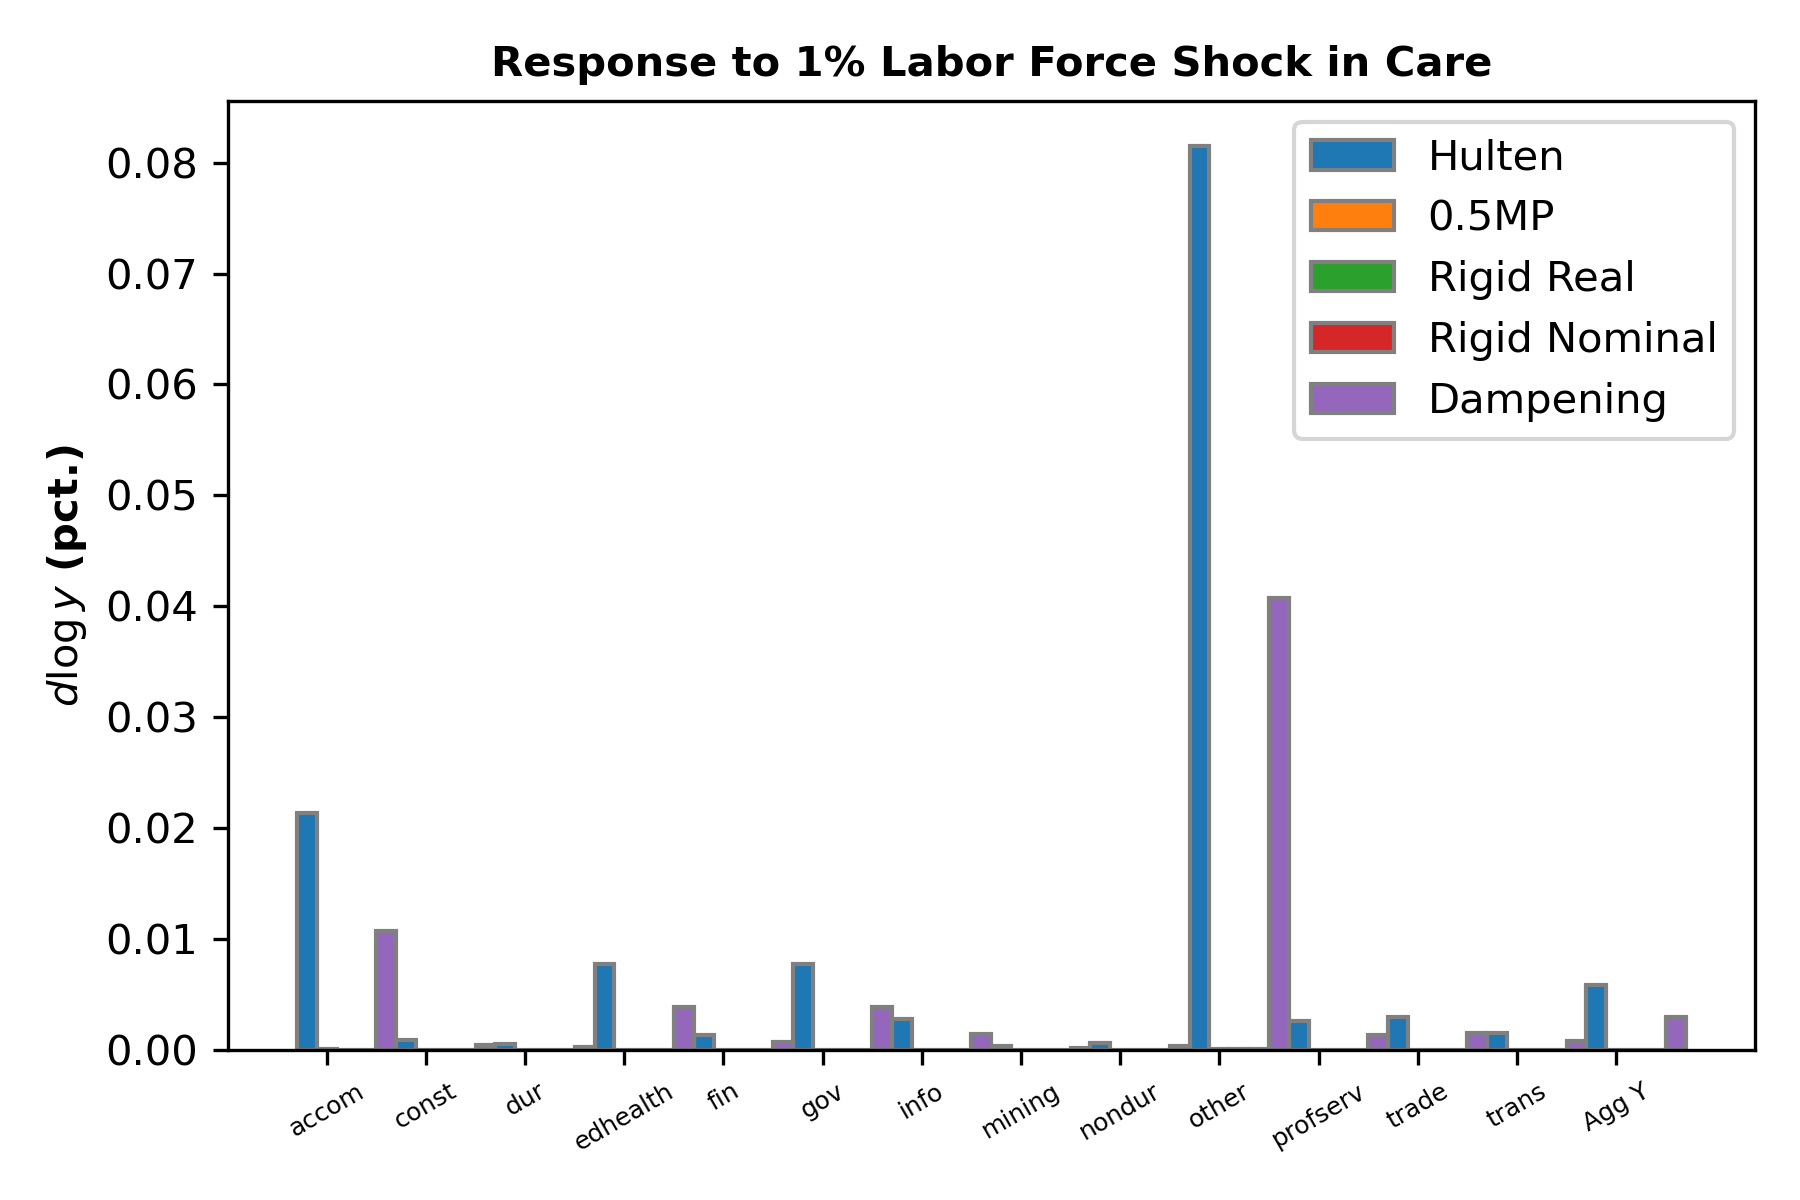 Response to 1% Labor Force Shock in Care
dlog y (pct.)
0.08
0.07
0.06
0.05
0.04
0.03
0.02
0.01
0.00
Hulten
0.5MP
Rigid Real
Rigid Nominal
Dampening
accom
const
dur
edhealth
fin
gov
info
mining
nondur
other
profserv
trade
trans
Agg Y